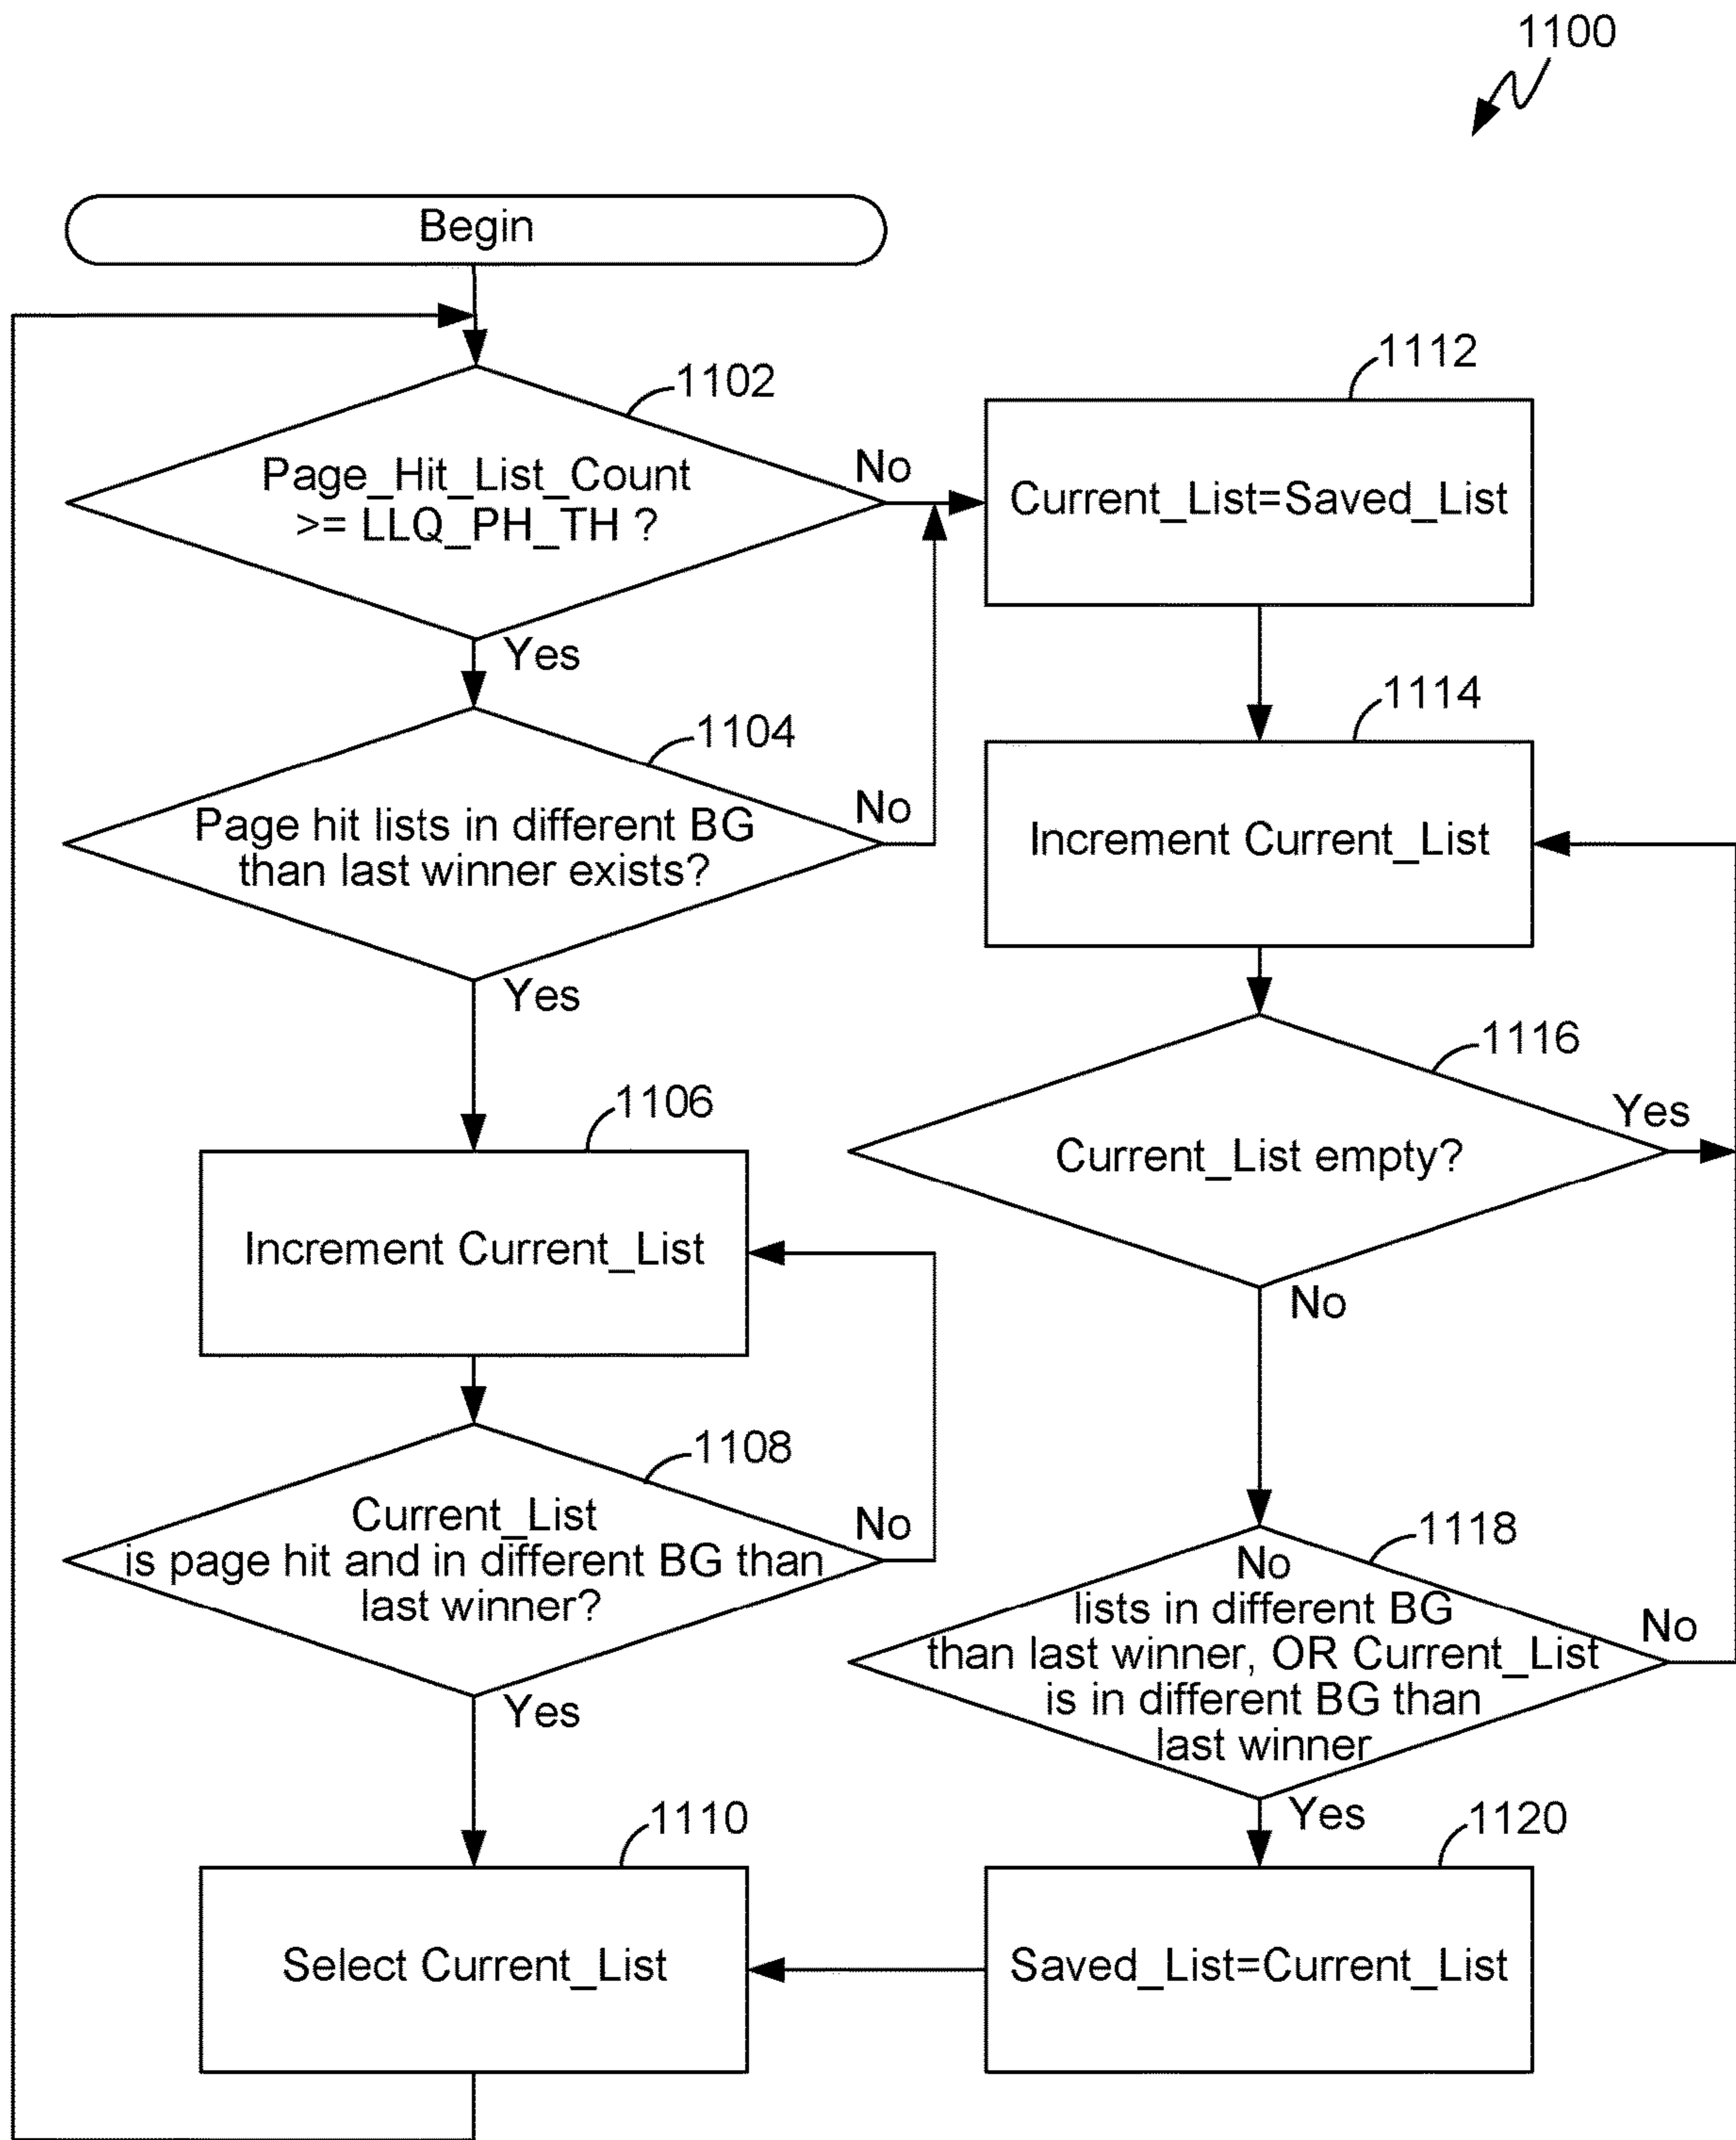 1100
Begin
1102
Page_Hit_List_Count
>= LLQ_PH_TH ?
No
Yes
1104
Page hit lists in different BG
than last winner exists?
No
Yes
1106
Increment Current_List
1108
Current_List
is page hit and in different BG than
last winner?
No
Yes
1110
Select Current_List
1112
Current_List=Saved_List
1114
Increment Current_List
1116
Current_List empty?
Yes
No
1118
No
lists in different BG
than last winner, OR Current_List
is in different BG than
last winner
No
Yes
1120
Saved_List=Current_List